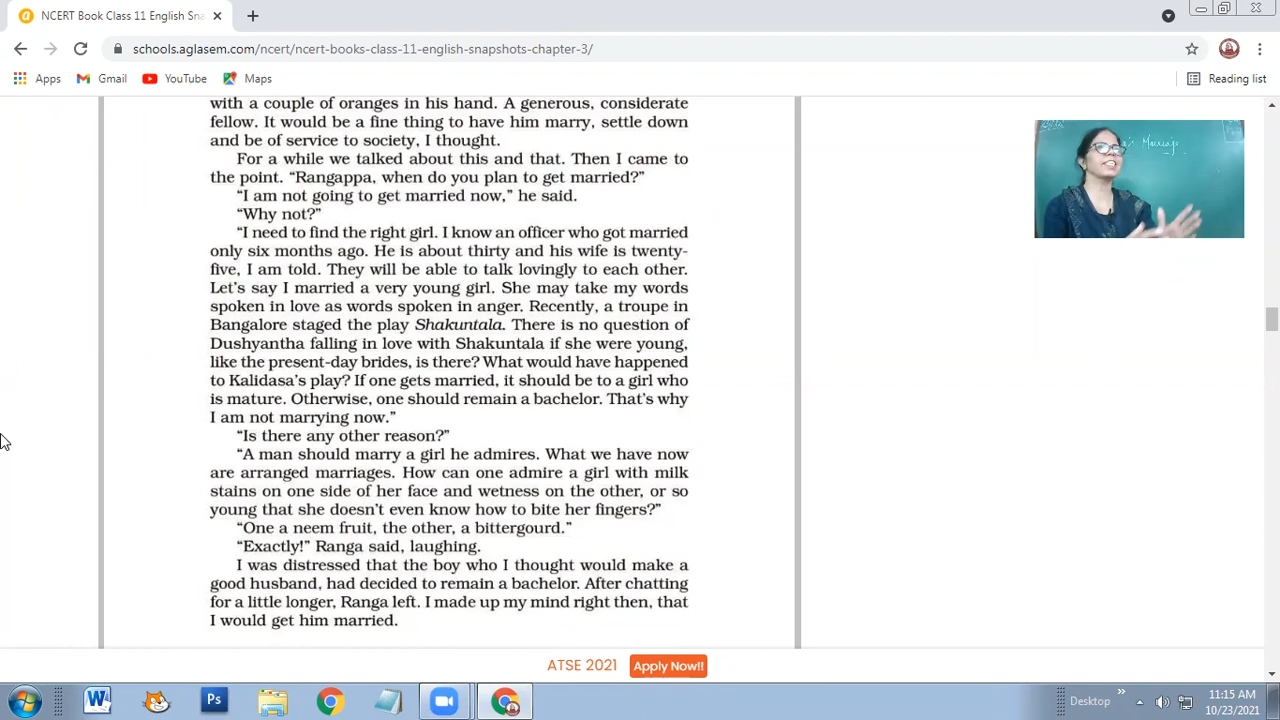 NCERT Book Class 11 English Sna
schools.aglasem.com/ncert/ncert-books-class-11-english-snapshots-chapter-3/
Apps Gmail YouTube Maps Reading list
with a couple of oranges in his hand. A generous, considerate
fellow. It would be a fine thing to have him marry, settle down
and be of service to society, I thought.
For a while we talked about this and that. Then I came to
the point. “Rangappa, when do you plan to get married?”
“I am not going to get married now,” he said.
“Why not?”
“I need to find the right girl. I know an officer who got married
only six months ago. He is about thirty and his wife is twenty-
five, I am told. They will be able to talk lovingly to each other.
Let’s say I married a very young girl. She may take my words
spoken in love as words spoken in anger. Recently, a troupe in
Bangalore staged the play Shakuntala. There is no question of
Dushyantha falling in love with Shakuntala if she were young,
like the present-day brides, is there? What would have happened
to Kalidasa’s play? If one gets married, it should be to a girl who
is mature. Otherwise, one should remain a bachelor. That’s why
I am not marrying now.”
“Is there any other reason?”
“A man should marry a girl he admires. What we have now
are arranged marriages. How can one admire a girl with milk
stains on one side of her face and wetness on the other, or so
young that she doesn’t even know how to bite her fingers?”
“One a neem fruit, the other, a bittergourd.”
“Exactly!” Ranga said, laughing.
I was distressed that the boy who I thought would make a
good husband, had decided to remain a bachelor. After chatting
for a little longer, Ranga left. I made up my mind right then, that
I would get him married.
Marriage
ATSE 2021 Apply Now!!
W Ps Desktop
11:15 AM
10/23/2021